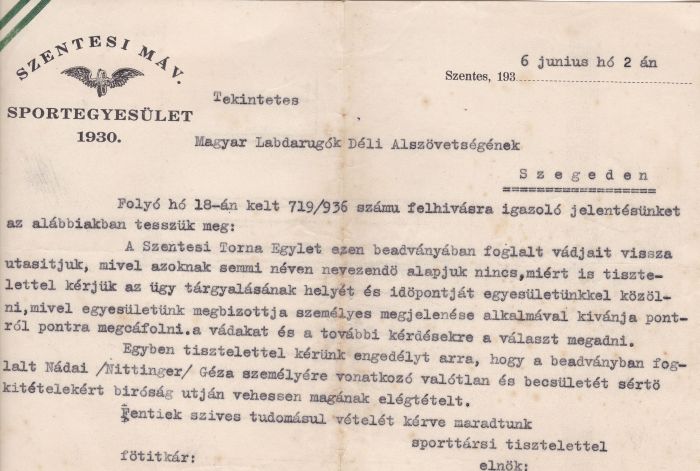 SZENTESI MÁV.
SPORTEGYESÜLET
1930.
Szentes, 193 6 junius hó 2 án
Tekintetes
Magyar Labdarugók Déli Alszövetségének
Szegeden
Folyó hó 18-án kelt 719/936 számu felhivásra igazoló jelentésünket
az alábbiakban tesszük meg:
A Szentesi Torna Egylet ezen beadványában foglalt vádjait vissza
utasitjuk, mivel azoknak semmi néven nevezendö alapjuk nincs,miért is tiszte-
lettel kérjük az ügy tárgyalásának helyét és idöpontját egyesületünkkel közöl-
ni,mivel egyesületünk megbizottja személyes megjelenése alkalmával kivánja pont-
ról pontra megcáfolni.a vádakat és a további kérdésekre a választ megadni.
Egyben tisztelettel kérünk engedélyt arra, hogy a beadványban fog-
lalt Nádai /Nittinger/ Géza személyére vonatkozó valótlan és becsületét sértö
kitételekért biróság utján vehessen magának elégtételt.
Fentiek szives tudomásul vételét kérve maradtunk
sporttársi tisztelettel
fötitkár:
elnök: